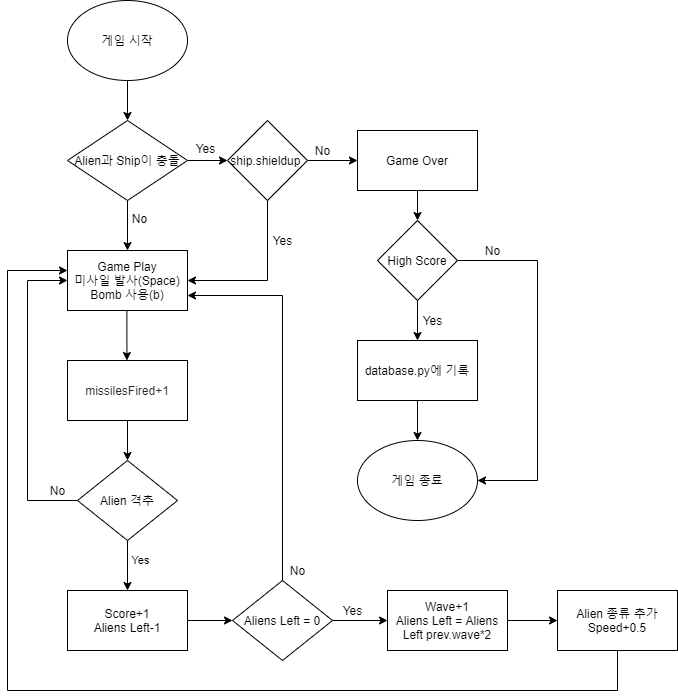 게임 시작
Alien과 Ship이 충돌
Yes
ship.shieldup
No
Game Over
No
Yes
High Score
No
Game Play
미사일 발사(Space)
Bomb 사용(b)
Yes
missilesFired+1
database.py에 기록
Alien 격추
No
게임 종료
Yes
No
Score+1
Aliens Left-1
Aliens Left = 0
Yes
Wave+1
Aliens Left = Aliens
Left prev.wave*2
Alien 종류 추가
Speed+0.5